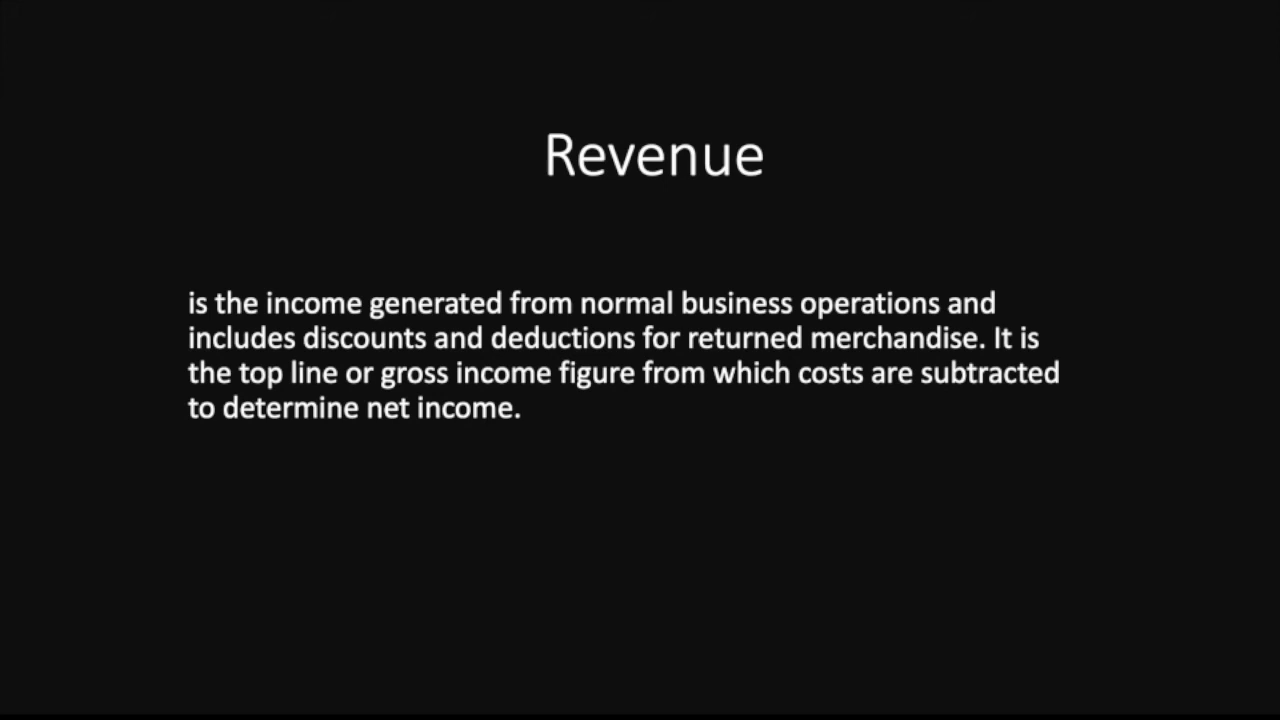 Revenue
is the income generated from normal business operations and
includes discounts and deductions for returned merchandise. It is
the top line or gross income figure from which costs are subtracted
to determine net income.